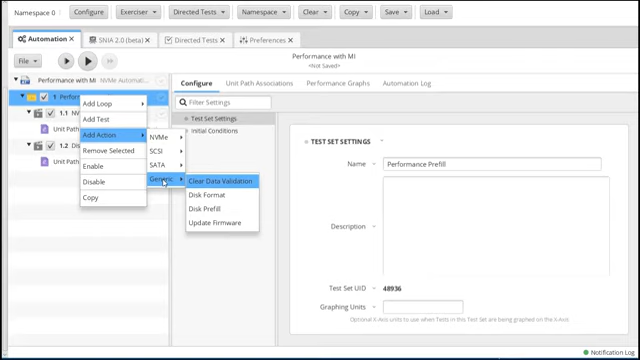 Namespace 0 Configure Exerciser Directed Tests Namespace Clear Copy Save Load
Automation SNIA 2.0 (beta) Directed Tests Preferences
File
Performance with MI
<Not Saved>
Performance with MI NVMe Automati...
Configure Unit Path Associations Performance Graphs Automation Log
1 Perfor
Filter Settings
Add Loop
1.1 NV
Add Test
Test Set Settings
Unit Path
Add Action
NVMe
Initial Conditions
1.2 Dis
Remove Selected
SCSI
TEST SET SETTINGS
Unit Path
Enable
SATA
Name Performance Prefill
Disable
Generic
Clear Data Validation
Copy
Disk Format
Disk Prefill
Update Firmware
Description
Test Set UID 48936
Graphing Units
Optional X-Axis units to use when Tests in this Test Set are being graphed on the X-Axis
Notification Log